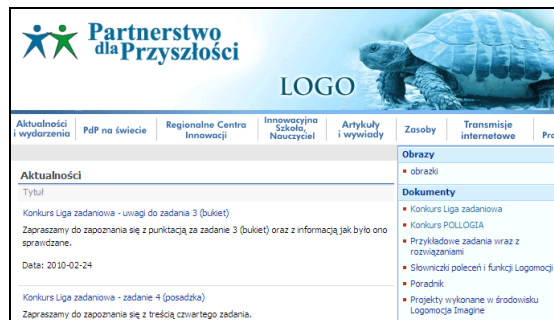 Partnerstwo
dla Przyszłości
LOGO
Aktualności i wydarzenia
PdP na świecie
Regionalne Centra Innowacji
Innowacyjna Szkoła, Nauczyciel
Artykuły i wywiady
Zasoby
Transmisje internetowe
Aktualności
Tytuł
Konkurs Liga zadaniowa - uwagi do zadania 3 (bukiet)
Zapraszamy do zapoznania się z punktacją za zadanie 3 (bukiet) oraz z informacją jak było ono
sprawdzane.
Data: 2010-02-24
Konkurs Liga zadaniowa - zadanie 4 (posadzka)
Zapraszamy do zapoznania się z treścią czwartego zadania.
Obrazy
obrazki
Dokumenty
Konkurs Liga zadaniowa
Konkurs POLLOGIA
Przykładowe zadania wraz z
rozwiązaniami
Słowniczki poleceń i funkcji Logomocji
Poradnik
Projekty wykonane w środowisku
Logomocja Imagine